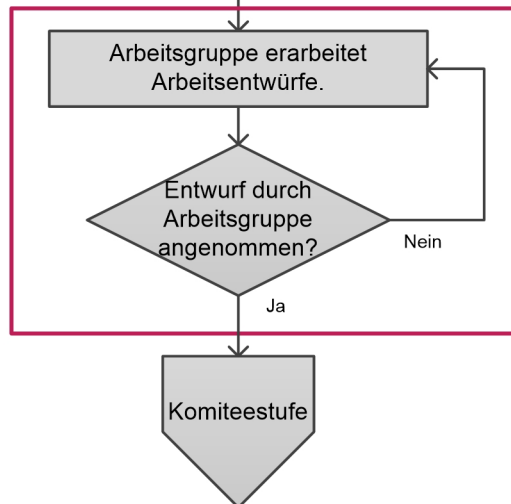 Arbeitsgruppe erarbeitet
Arbeitsentwürfe.
Entwurf durch
Arbeitsgruppe
angenommen?
Nein
Ja
Komiteestufe